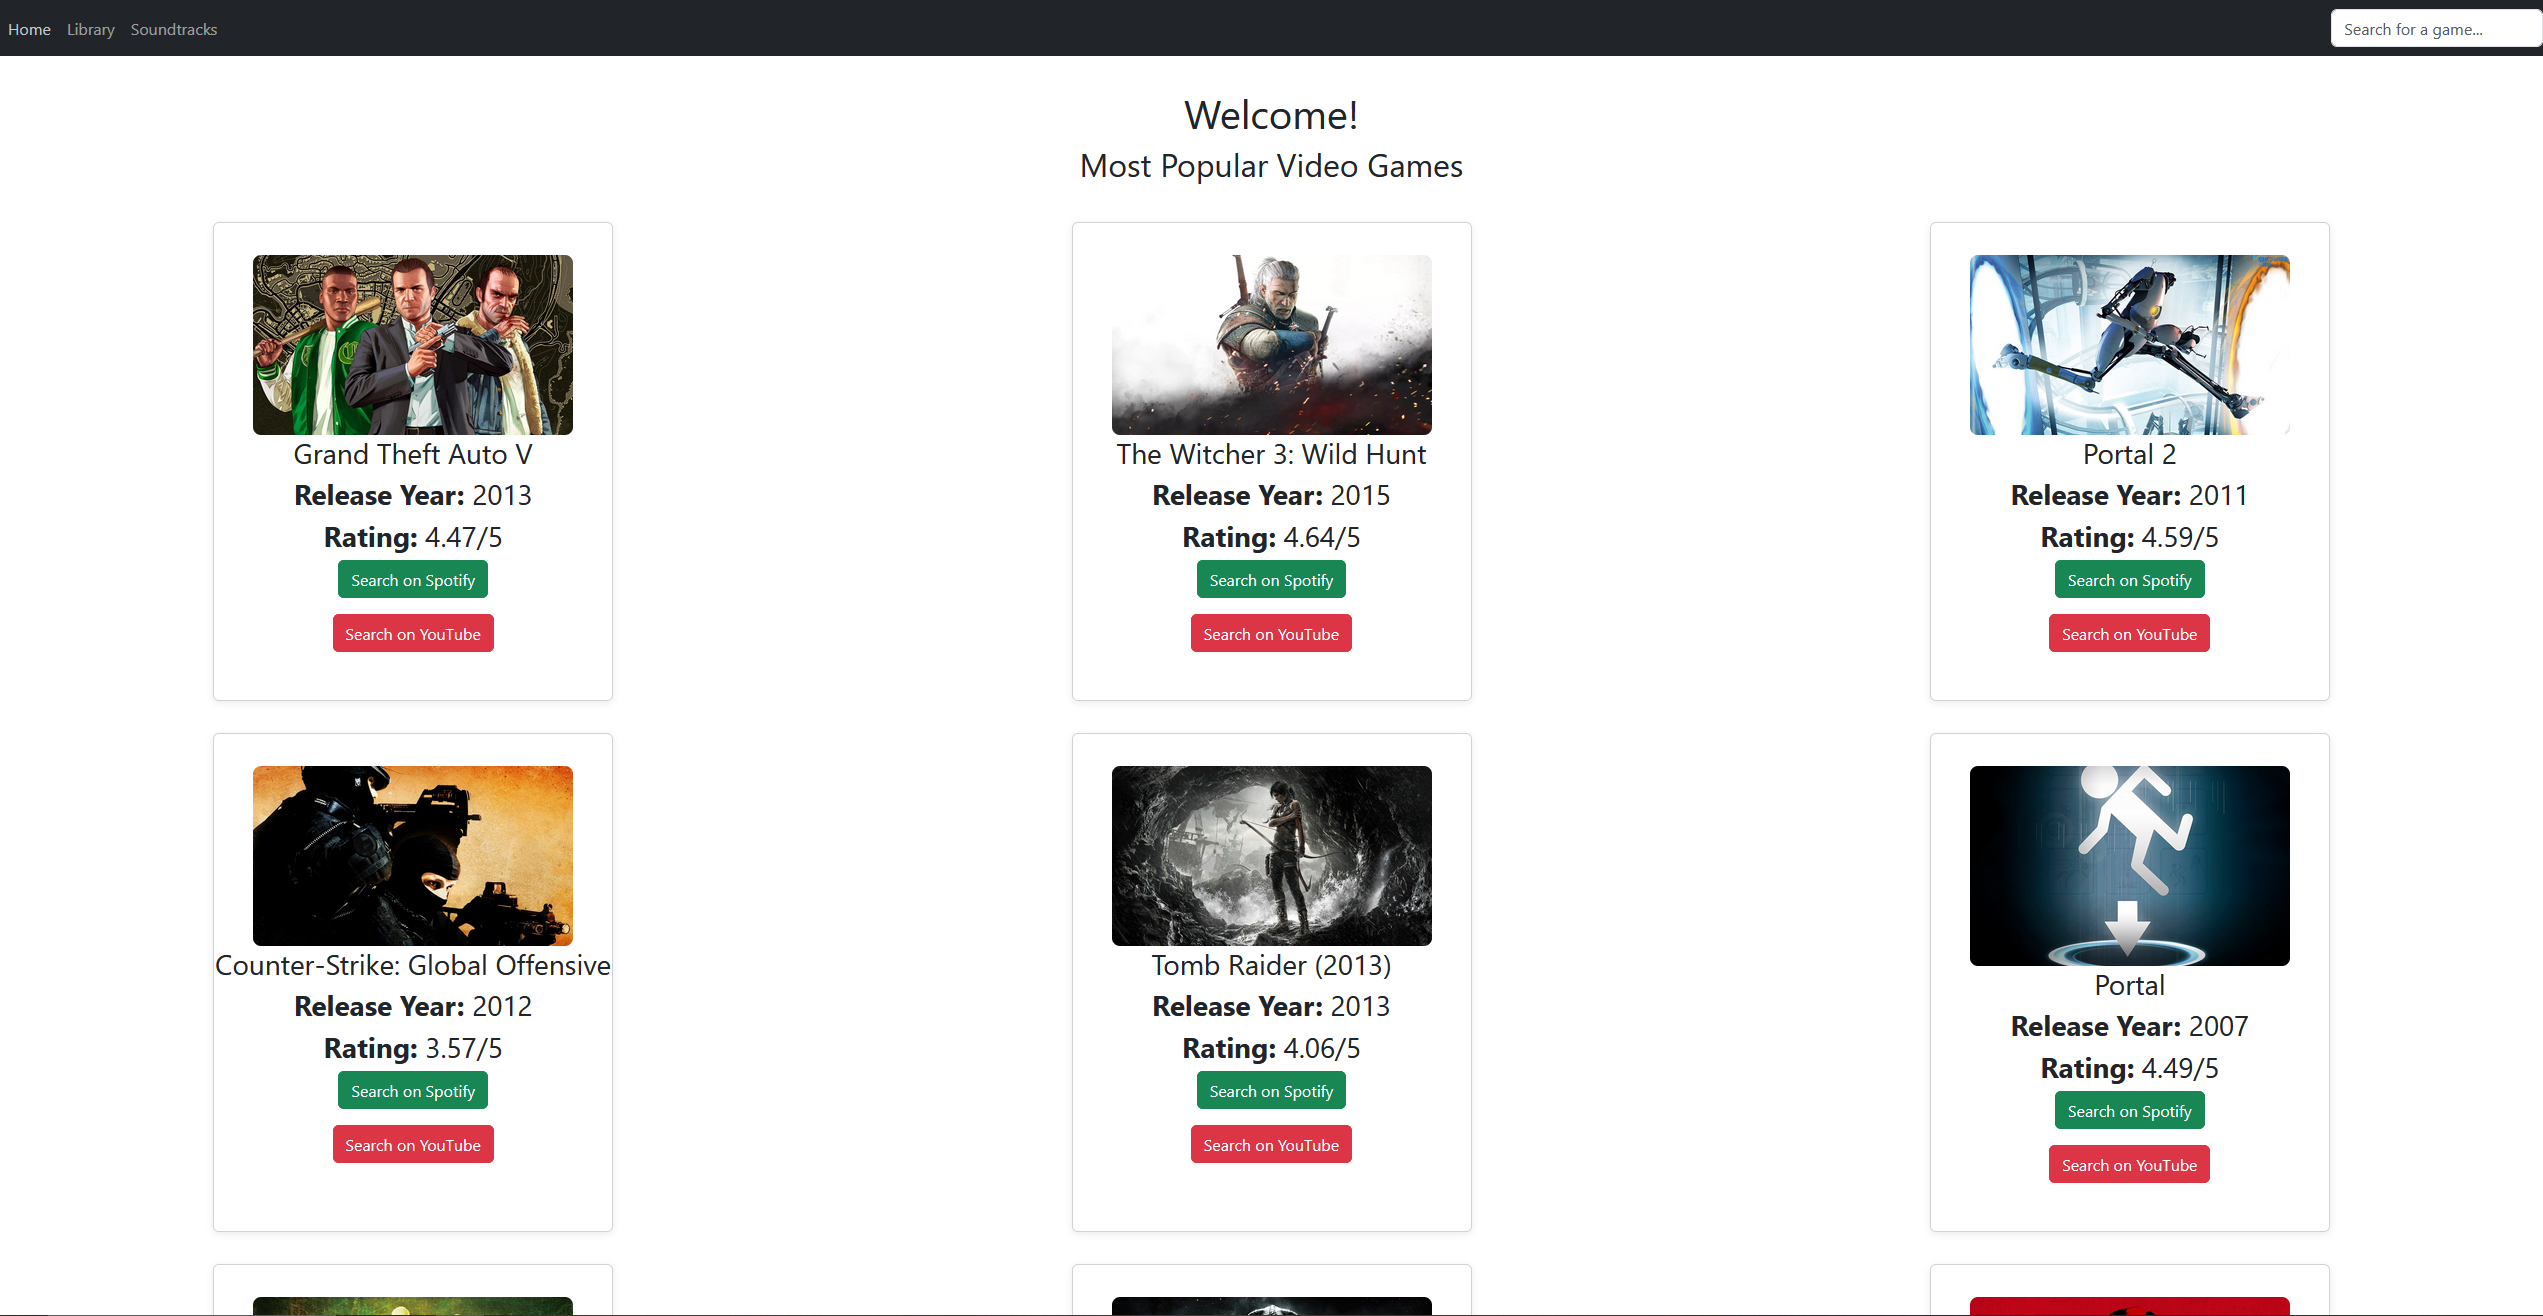 Home Library Soundtracks Search for a game...
Welcome!
Most Popular Video Games
Grand Theft Auto V
Release Year: 2013
Rating: 4.47/5
Search on Spotify
Search on YouTube
The Witcher 3: Wild Hunt
Release Year: 2015
Rating: 4.64/5
Search on Spotify
Search on YouTube
Portal 2
Release Year: 2011
Rating: 4.59/5
Search on Spotify
Search on YouTube
Counter-Strike: Global Offensive
Release Year: 2012
Rating: 3.57/5
Search on Spotify
Search on YouTube
Tomb Raider (2013)
Release Year: 2013
Rating: 4.06/5
Search on Spotify
Search on YouTube
Portal
Release Year: 2007
Rating: 4.49/5
Search on Spotify
Search on YouTube